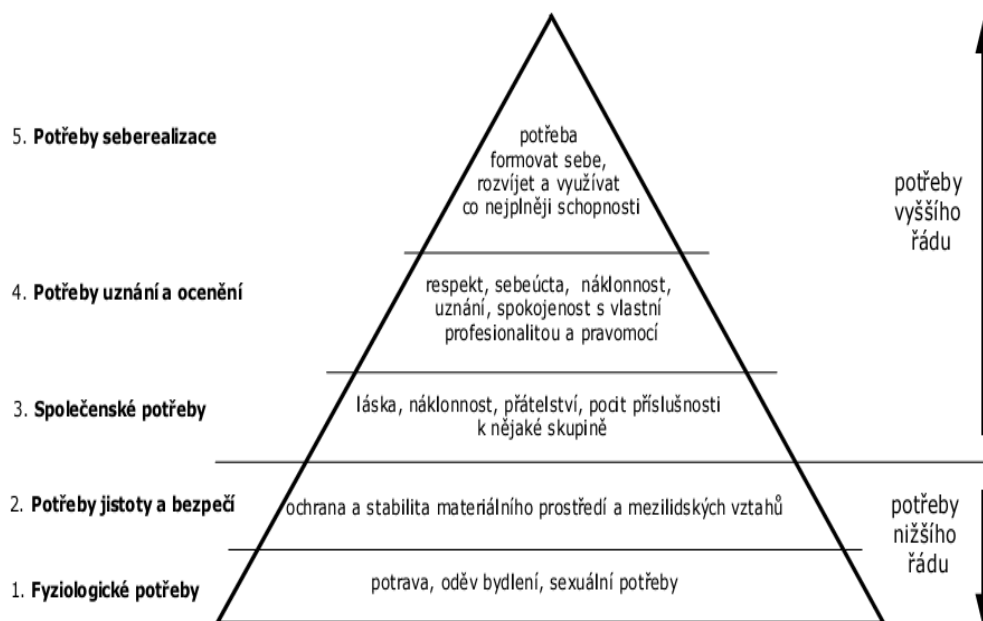 5. Potřeby seberealizace
potřeba
formovat sebe,
rozvíjet a využívat
co nejplněji schopnosti
potřeby
vyššího
řádu
4. Potřeby uznání a ocenění
respekt, sebeúcta, náklonnost,
uznání, spokojenost s vlastní
profesionalitou a pravomocí
3. Společenské potřeby
láska, náklonnost, přátelství, pocit příslušnosti
k nějaké skupině
2. Potřeby jistoty a bezpečí
ochrana a stabilita materiálního prostředí a mezilidských vztahů
potřeby
nižšího
řádu
1. Fyziologické potřeby
potrava, oděv bydlení, sexuální potřeby